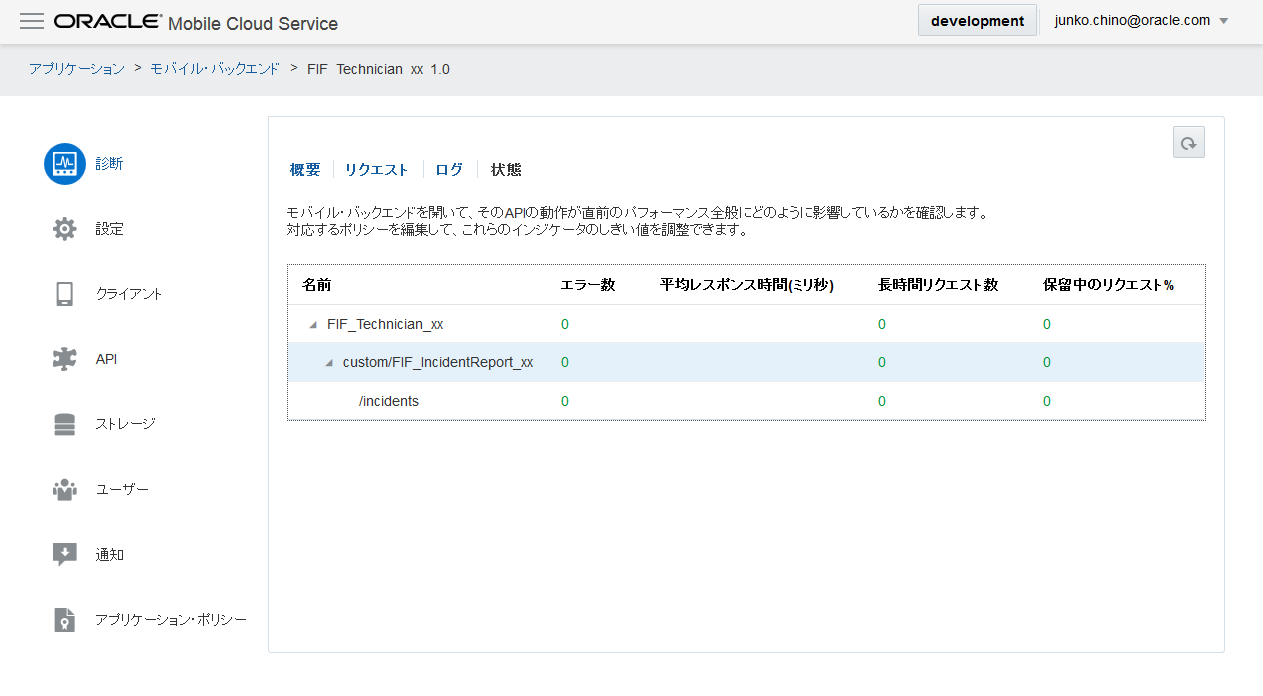 ORACLE® Mobile Cloud Service
development
junko.chino@oracle.com
アプリケーション > モバイル・バックエンド > FIF_Technician_xx 1.0
診断
設定
クライアント
API
ストレージ
ユーザー
通知
アプリケーション・ポリシー
概要 リクエスト ログ 状態
モバイル・バックエンドを開いて、そのAPIの動作が直前のパフォーマンス全般にどのように影響しているかを確認します。
対応するポリシーを編集して、これらのインジケータのしきい値を調整できます。
名前 エラー数 平均レスポンス時間(ミリ秒) 長時間リクエスト数 保留中のリクエスト%
FIF_Technician_xx 0 0 0
custom/FIF_IncidentReport_xx 0 0 0
/incidents 0 0 0